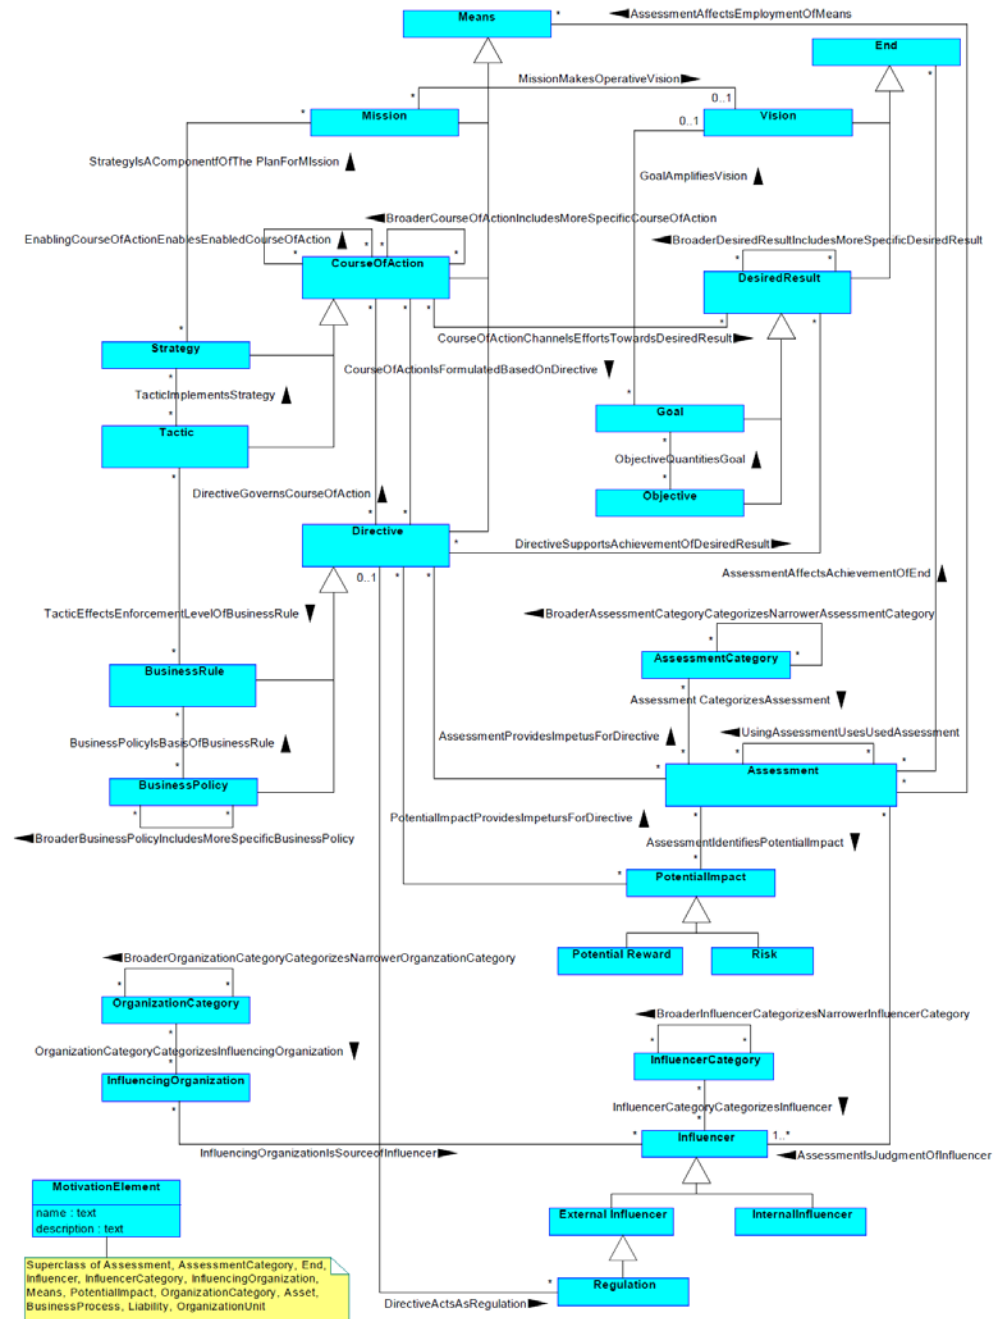 Means
*
AssessmentAffectsEmploymentOfMeans
End
*
MissionMakesOperativeVision
*
0..1
*
Mission
0..1
Vision
StrategyIsAComponentfOfThe PlanForMIssion
GoalAmplifiesVision
BroaderCourseOfActionIncludesMoreSpecificCourseOfAction
EnablingCourseOfActionEnablesEnabledCourseOfAction
* *
* *
BroaderDesiredResultIncludesMoreSpecificDesiredResult
* *
CourseOfAction
DesiredResult
* * * * *
CourseOfActionChannelsEffortsTowardsDesiredResult
*
Strategy
CourseOfActionIsFormulatedBasedOnDirective
*
TacticImplementsStrategy
*
*
Goal
Tactic
*
ObjectiveQuantitiesGoal
*
*
Objective
DirectiveGovernsCourseOfAction
* *
Directive
*
DirectiveSupportsAchievementOfDesiredResult
0..1 * *
AssessmentAffectsAchievementOfEnd
TacticEffectsEnforcementLevelOfBusinessRule
BroaderAssessmentCategoryCategorizesNarrowerAssessmentCategory
*
*
AssessmentCategory
*
BusinessRule
*
Assessment CategorizesAssessment
*
BusinessPolicyIsBasisOfBusinessRule
AssessmentProvidesImpetusForDirective
UsingAssessmentUsesUsedAssessment
*
* * * * *
Assessment
BusinessPolicy
*
* *
BroaderBusinessPolicyIncludesMoreSpecificBusinessPolicy
PotentialImpactProvidesImpetursForDirective
*
AssessmentIdentifiesPotentialImpact
*
*
PotentialImpact
Potential Reward
Risk
BroaderOrganizationCategoryCategorizesNarrowerOrganzationCategory
* *
OrganizationCategory
*
BroaderInfluencerCategorizesNarrowerInfluencerCategory
* *
OrganizationCategoryCategorizesInfluencingOrganization
*
InfluencerCategory
InfluencingOrganization
*
*
InfluencerCategoryCategorizesInfluencer
*
*
Influencer
1..*
InfluencingOrganizationIsSourceofInfluencer
AssessmentIsJudgmentOfInfluencer
MotivationElement
name : text
description : text
External Influencer
InternalInfluencer
Superclass of Assessment, AssessmentCategory, End,
Influencer, InfluencerCategory, InfluencingOrganization,
Means, PotentialImpact, OrganizationCategory, Asset,
BusinessProcess, Liability, OrganizationUnit
*
Regulation
DirectiveActsAsRegulation